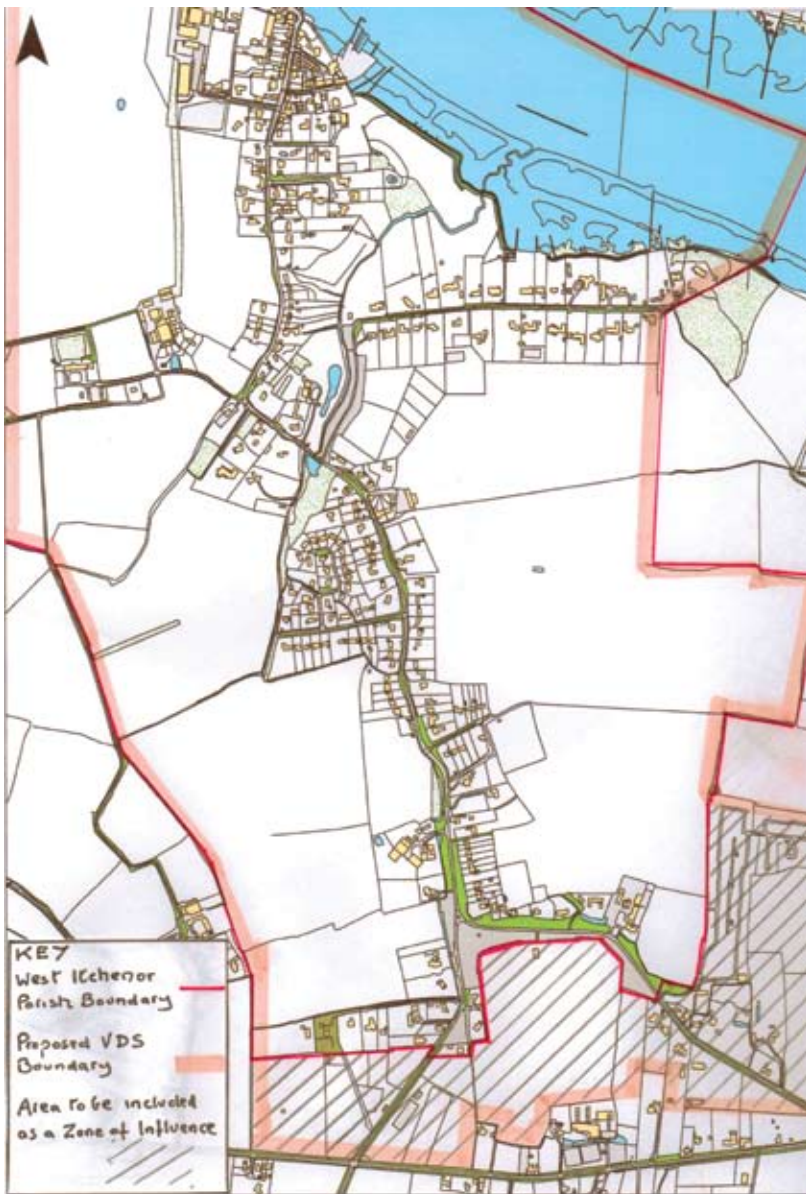 KEY
West Itchenor
Parish Boundary
Proposed VDS
Boundary
Area to be included
as a Zone of Influence